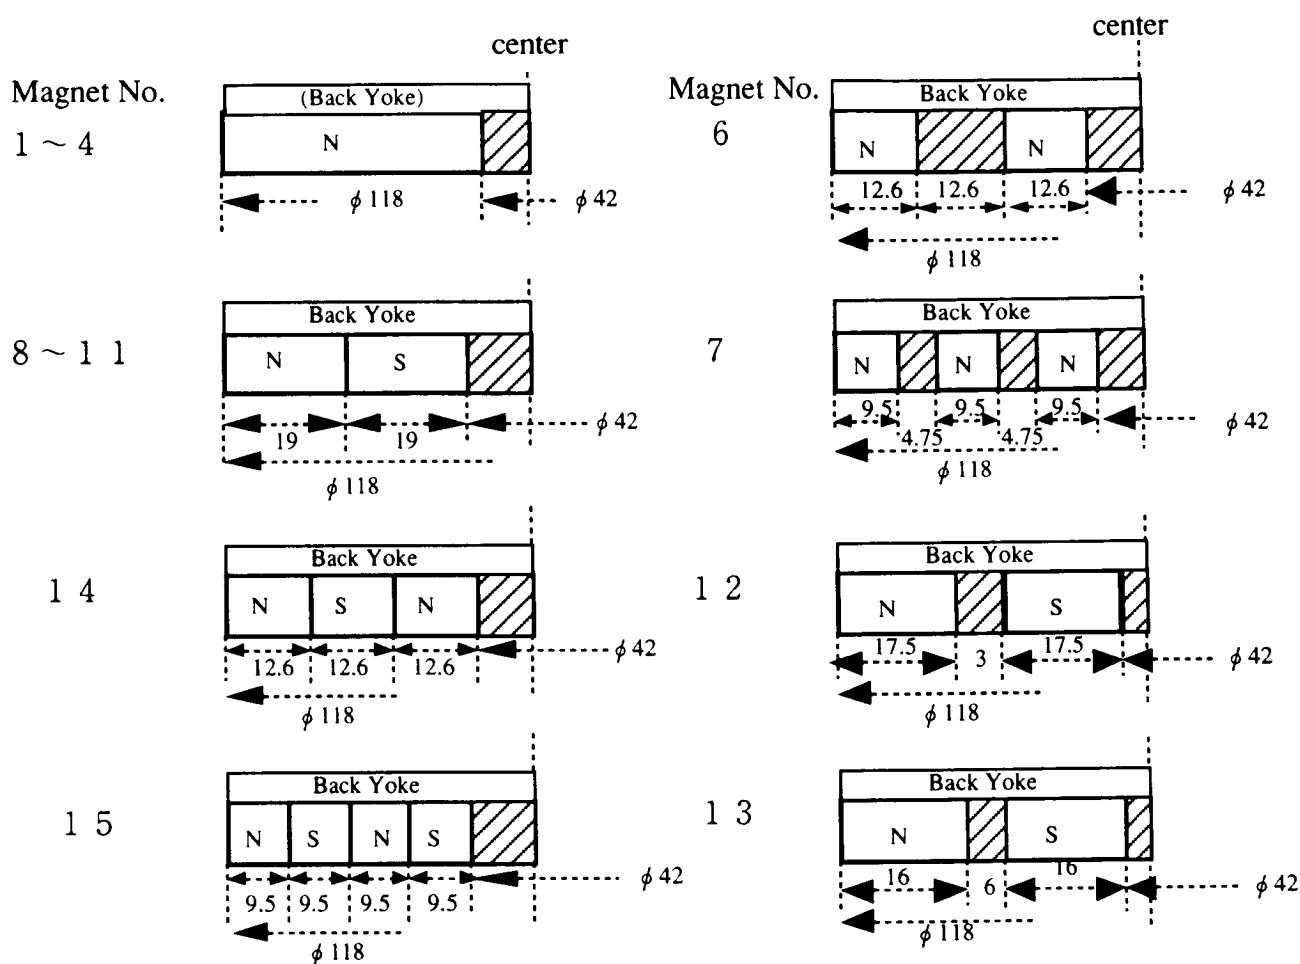 center
Magnet No.
1 ~ 4
(Back Yoke)
N
ϕ 118
ϕ 42
8 ~ 1 1
Back Yoke
N S
19 19
ϕ 42
ϕ 118
1 4
Back Yoke
N S N
12.6 12.6 12.6
ϕ 42
ϕ 118
1 5
Back Yoke
N S N S
9.5 9.5 9.5 9.5
ϕ 42
ϕ 118
center
Magnet No.
6
Back Yoke
N N
12.6 12.6 12.6
ϕ 42
ϕ 118
7
Back Yoke
N N N
9.5 9.5 9.5
4.75 4.75
ϕ 42
ϕ 118
1 2
Back Yoke
N S
17.5 3 17.5
ϕ 42
ϕ 118
1 3
Back Yoke
N S
16 6 16
ϕ 42
ϕ 118